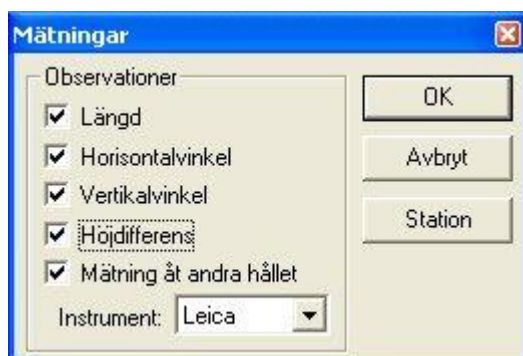 Mätningar
Observationer
Längd
Horisontalvinkel
Vertikalvinkel
Höjdifferens
Mätning åt andra hållet
Instrument: Leica
OK
Avbryt
Station